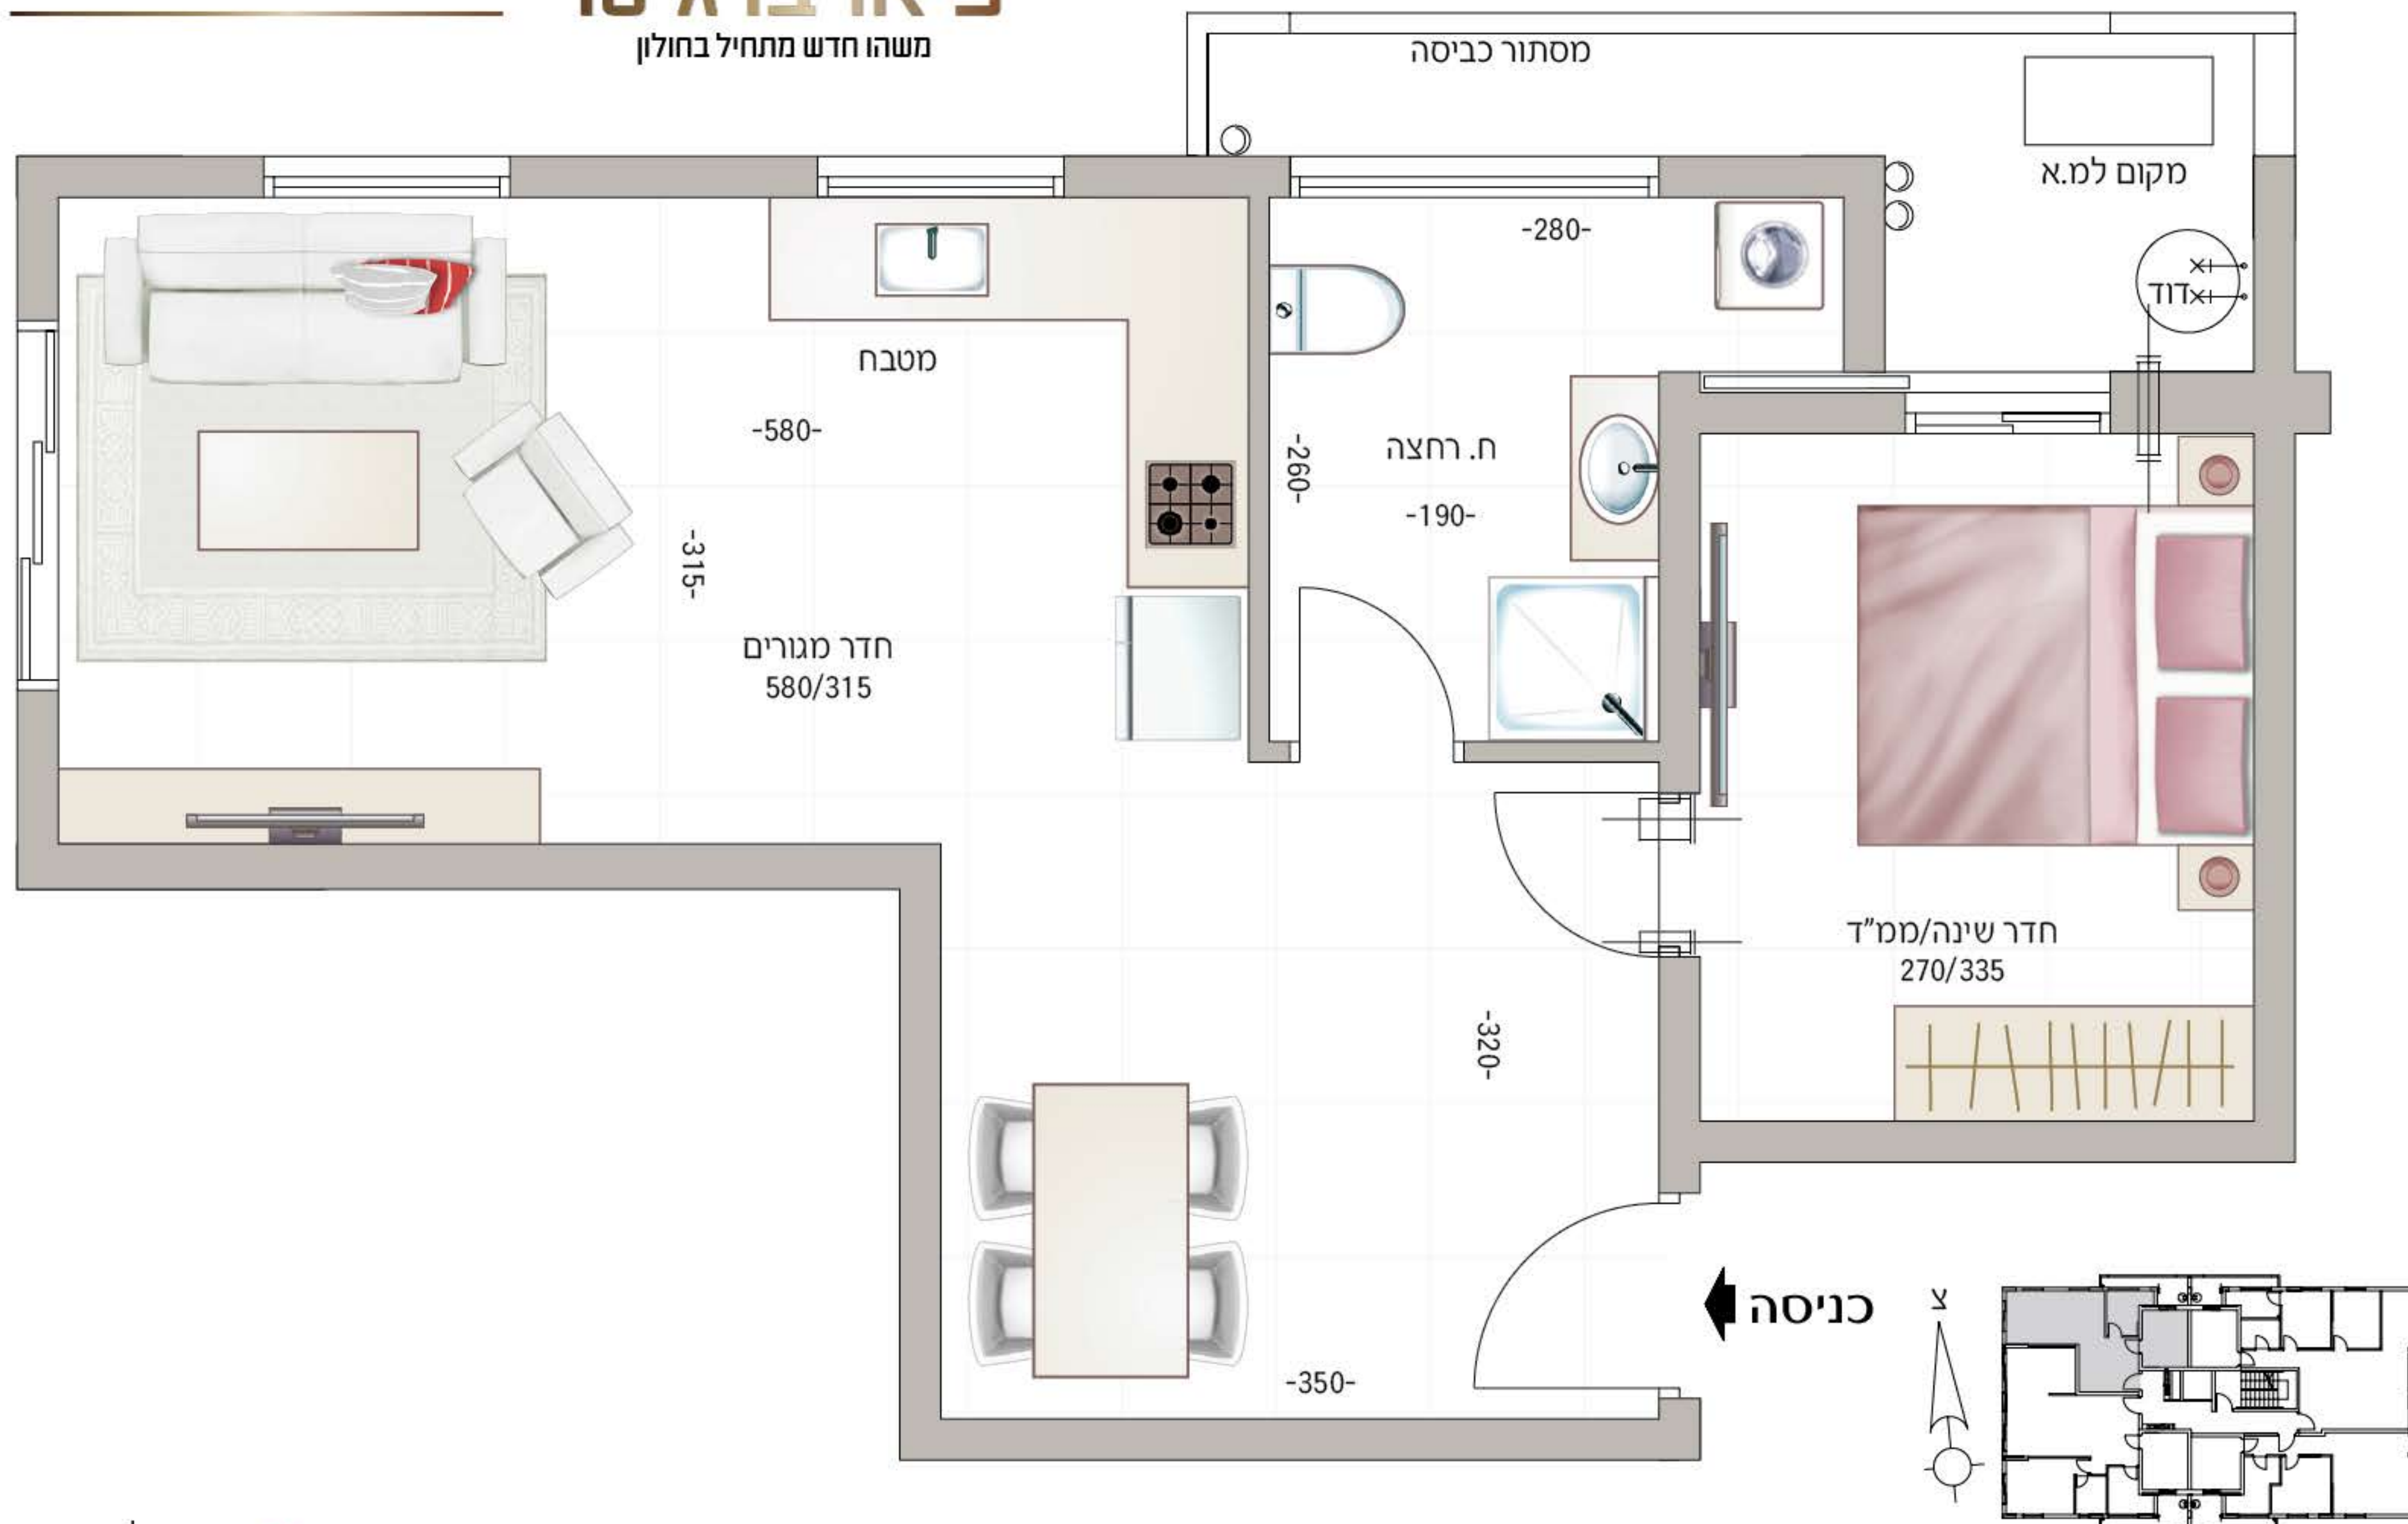 משהו חדש מתחיל בחולון
מסתור כביסה
מקום למ.א
דוד
-280-
מטבח
-580-
-315-
חדר מגורים
580/315
-260-
ח. רחצה
-190-
חדר שינה/ממ"ד
270/335
-320-
-350-
כניסה
צ